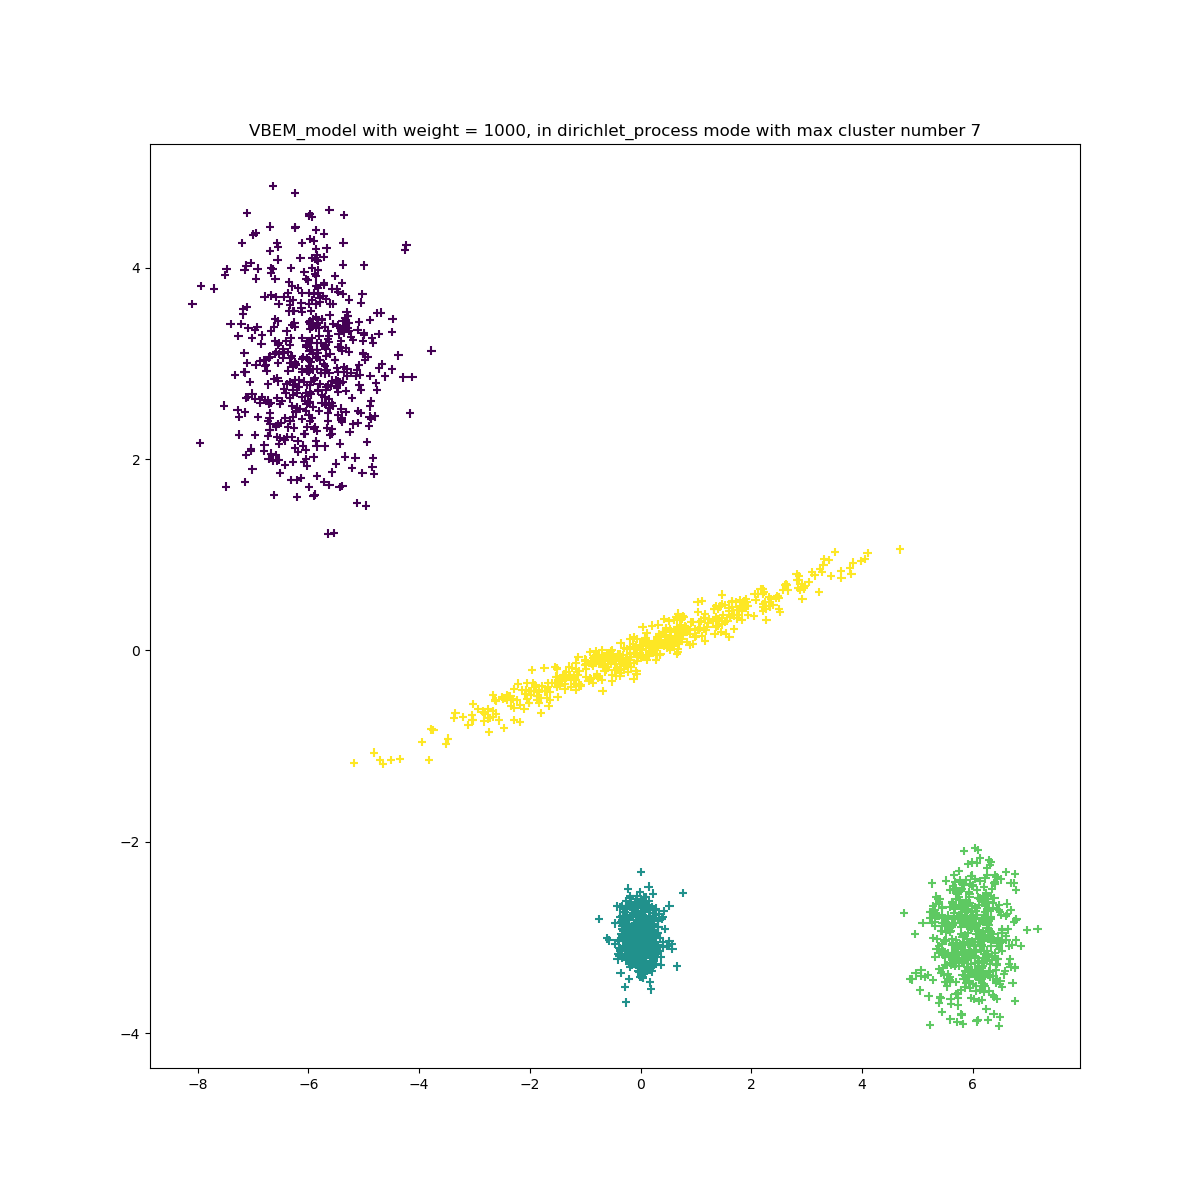 VBEM_model with weight = 1000, in dirichlet_process mode with max cluster number 7
4
2
0
−2
−4
−8 −6 −4 −2 0 2 4 6